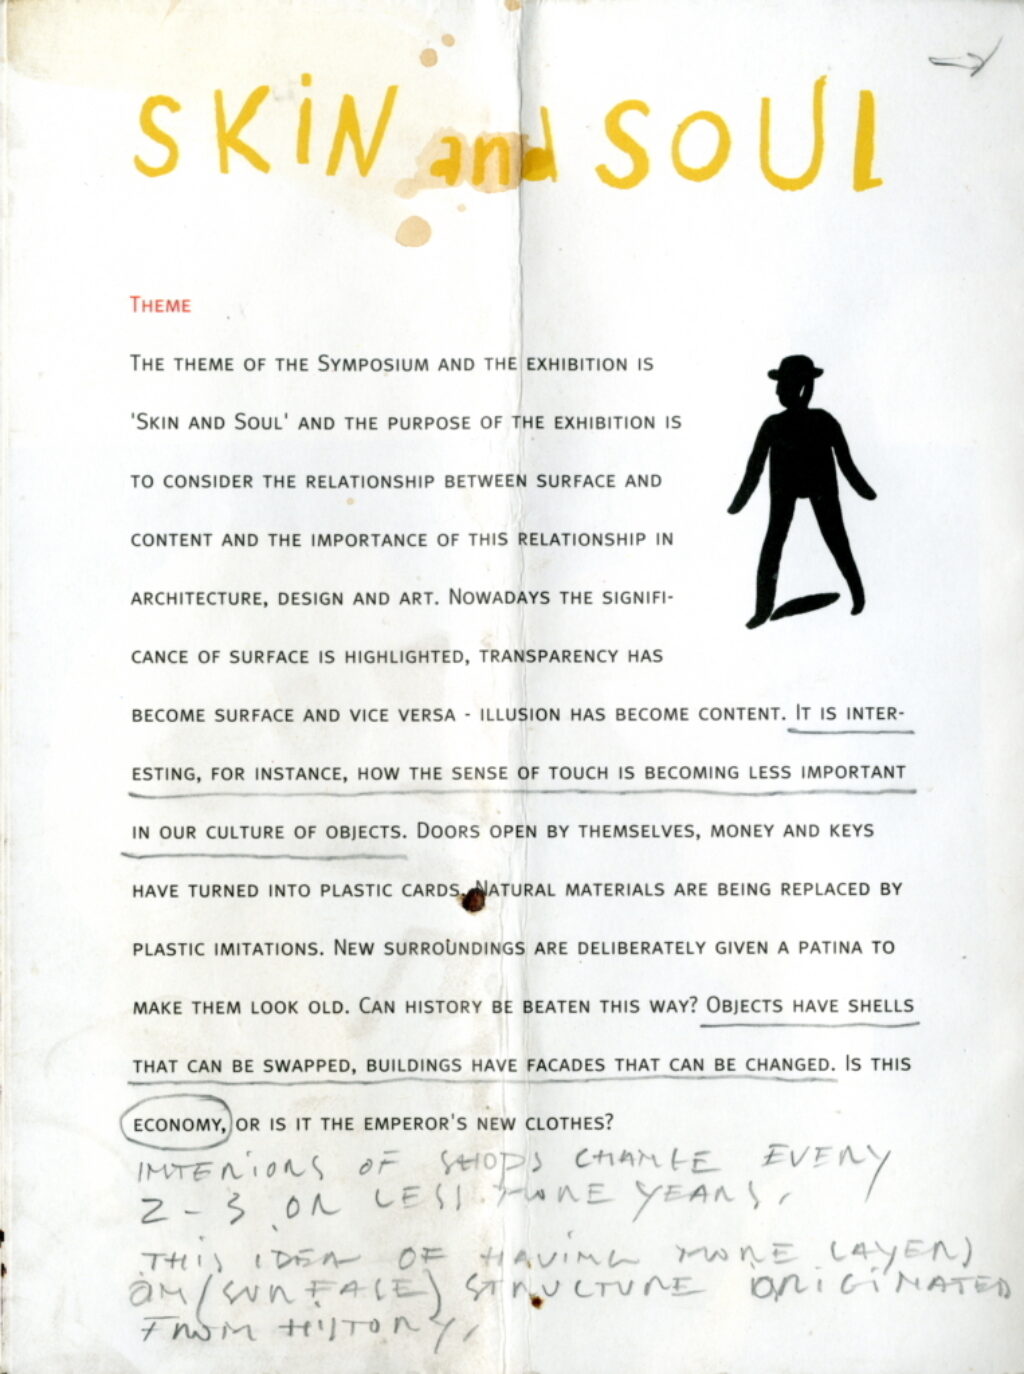 SKIN and SOUL
THEME
THE THEME OF THE SYMPOSIUM AND THE EXHIBITION IS
'SKIN AND SOUL' AND THE PURPOSE OF THE EXHIBITION IS
TO CONSIDER THE RELATIONSHIP BETWEEN SURFACE AND
CONTENT AND THE IMPORTANCE OF THIS RELATIONSHIP IN
ARCHITECTURE, DESIGN AND ART. NOWADAYS THE SIGNIFI-
CANCE OF SURFACE IS HIGHLIGHTED, TRANSPARENCY HAS
BECOME SURFACE AND VICE VERSA - ILLUSION HAS BECOME CONTENT. IT IS INTER-
ESTING, FOR INSTANCE, HOW THE SENSE OF TOUCH IS BECOMING LESS IMPORTANT
IN OUR CULTURE OF OBJECTS. DOORS OPEN BY THEMSELVES, MONEY AND KEYS
HAVE TURNED INTO PLASTIC CARDS. NATURAL MATERIALS ARE BEING REPLACED BY
PLASTIC IMITATIONS. NEW SURROUNDINGS ARE DELIBERATELY GIVEN A PATINA TO
MAKE THEM LOOK OLD. CAN HISTORY BE BEATEN THIS WAY? OBJECTS HAVE SHELLS
THAT CAN BE SWAPPED, BUILDINGS HAVE FACADES THAT CAN BE CHANGED. IS THIS
ECONOMY, OR IS IT THE EMPEROR'S NEW CLOTHES?
INTERIORS OF SHOPS CHANGE EVERY
2 - 3 OR LESS MORE YEARS,
THIS IDEA OF HAVING MORE LAYERS
ON (SURFACE) STRUCTURE ORIGINATED
FROM HISTORY,